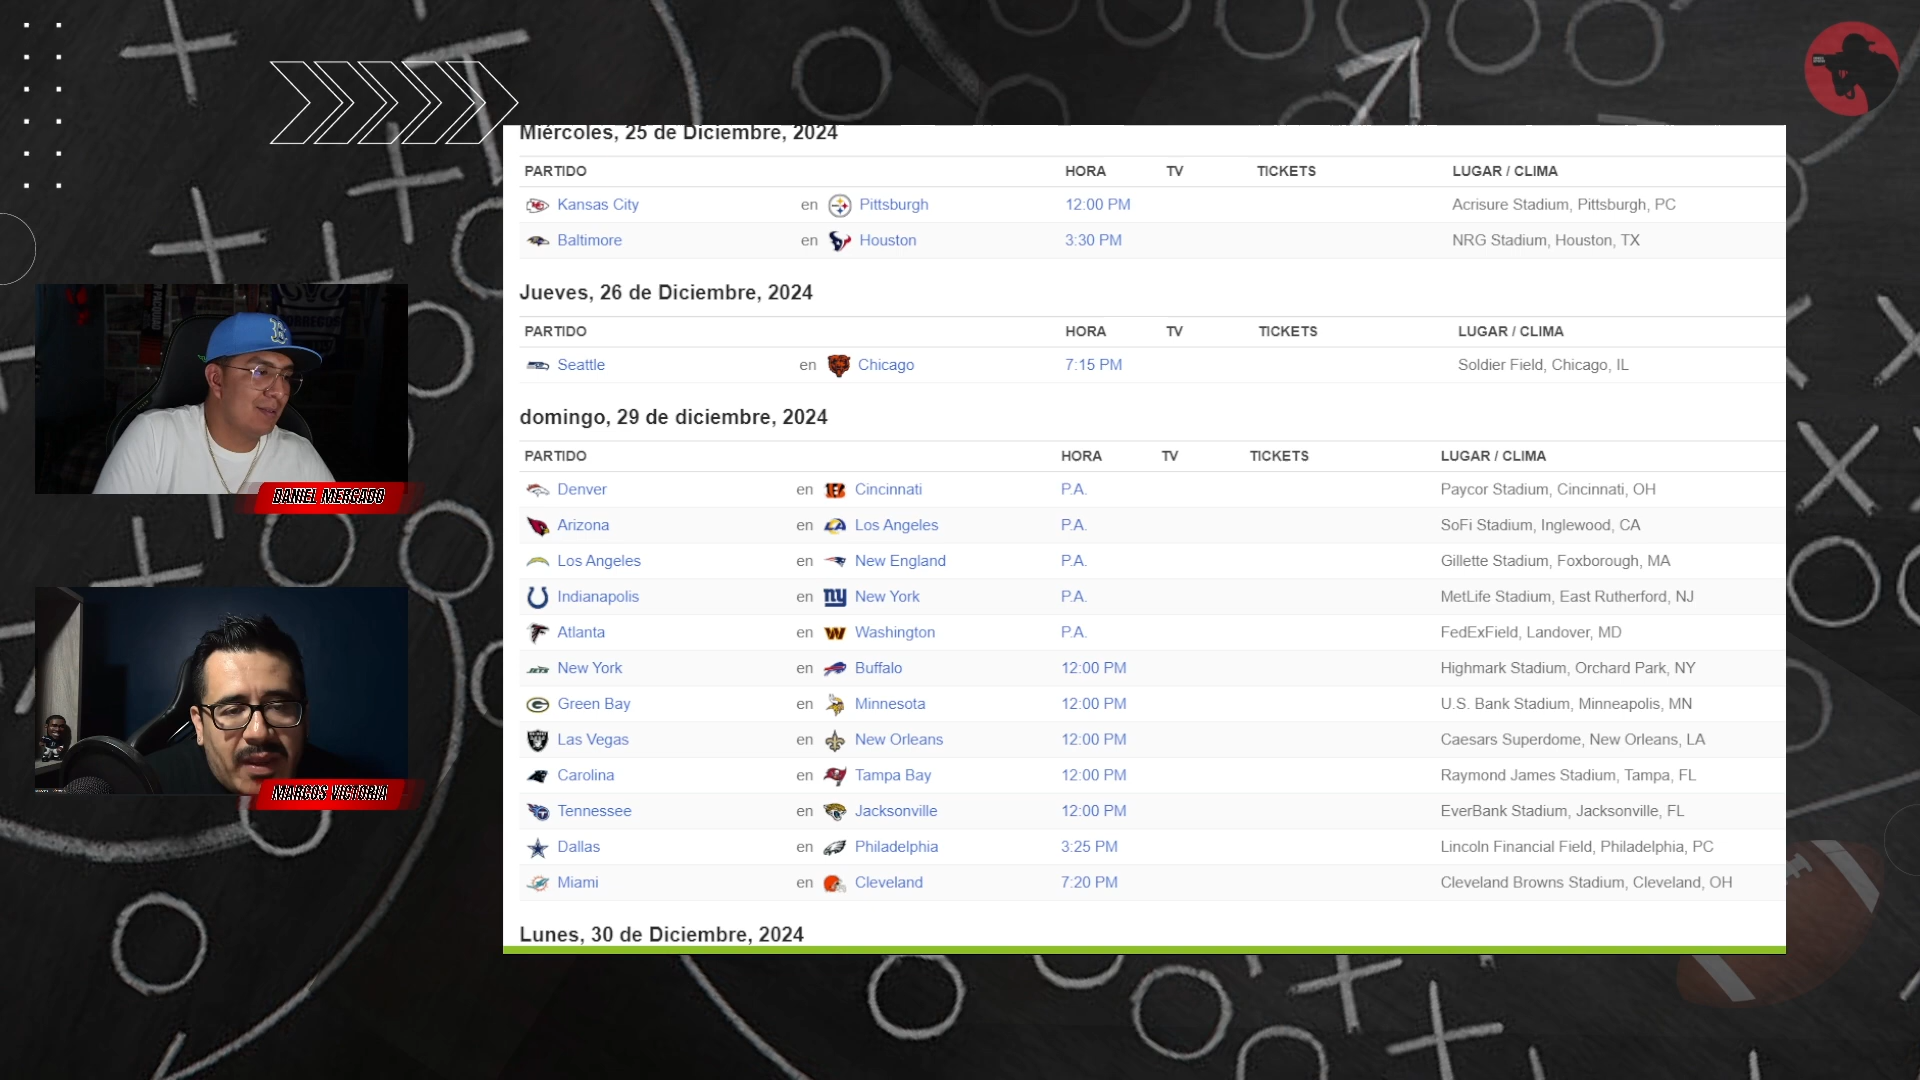 Miércoles, 25 de Diciembre, 2024
PARTIDO HORA TV TICKETS LUGAR / CLIMA
Kansas City en Pittsburgh 12:00 PM Acrisure Stadium, Pittsburgh, PC
Baltimore en Houston 3:30 PM NRG Stadium, Houston, TX
Jueves, 26 de Diciembre, 2024
PARTIDO HORA TV TICKETS LUGAR / CLIMA
Seattle en Chicago 7:15 PM Soldier Field, Chicago, IL
domingo, 29 de diciembre, 2024
PARTIDO HORA TV TICKETS LUGAR / CLIMA
Denver en Cincinnati P.A. Paycor Stadium, Cincinnati, OH
Arizona en Los Angeles P.A. SoFi Stadium, Inglewood, CA
Los Angeles en New England P.A. Gillette Stadium, Foxborough, MA
Indianapolis en New York P.A. MetLife Stadium, East Rutherford, NJ
Atlanta en Washington P.A. FedExField, Landover, MD
New York en Buffalo 12:00 PM Highmark Stadium, Orchard Park, NY
Green Bay en Minnesota 12:00 PM U.S. Bank Stadium, Minneapolis, MN
Las Vegas en New Orleans 12:00 PM Caesars Superdome, New Orleans, LA
Carolina en Tampa Bay 12:00 PM Raymond James Stadium, Tampa, FL
Tennessee en Jacksonville 12:00 PM EverBank Stadium, Jacksonville, FL
Dallas en Philadelphia 3:25 PM Lincoln Financial Field, Philadelphia, PC
Miami en Cleveland 7:20 PM Cleveland Browns Stadium, Cleveland, OH
Lunes, 30 de Diciembre, 2024
DANIEL MERCADO
MARCOS VICTORIA